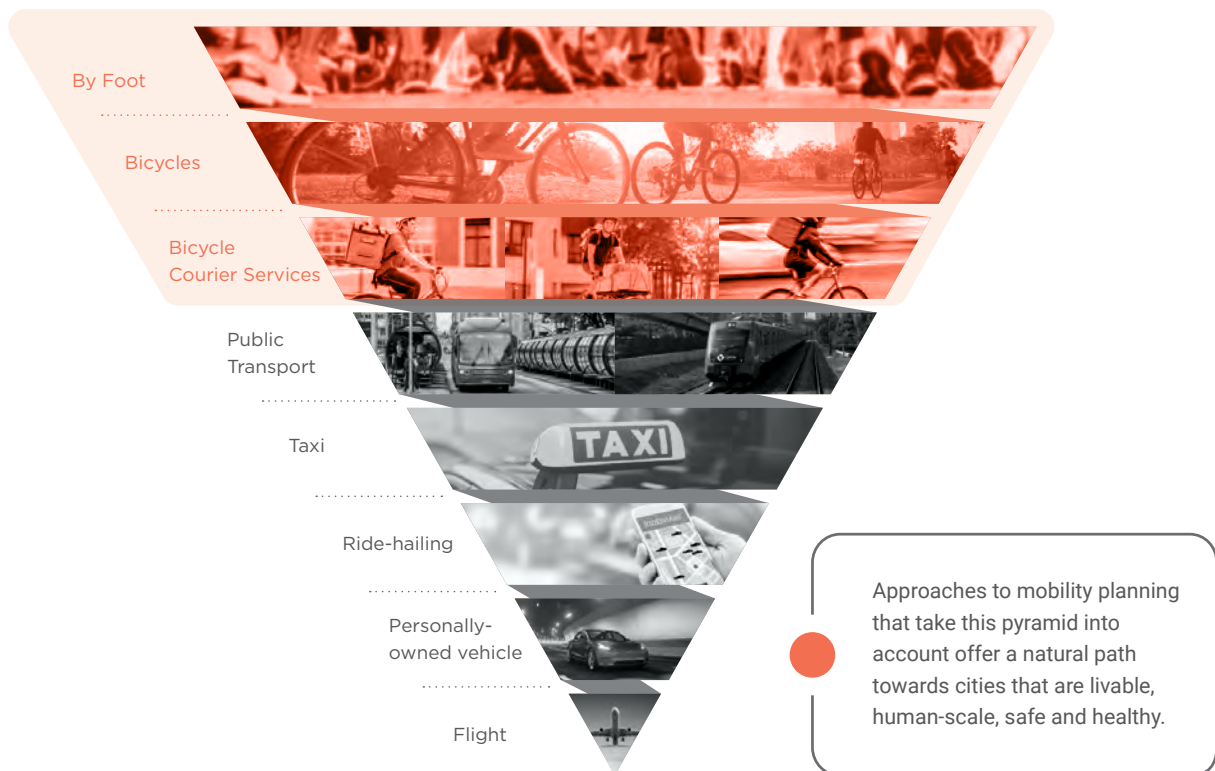 By Foot
Bicycles
Bicycle
Courier Services
Public
Transport
TAXI
Taxi
Ride-hailing
Personally-
owned vehicle
Flight
Approaches to mobility planning
that take this pyramid into
account offer a natural path
towards cities that are livable,
human-scale, safe and healthy.